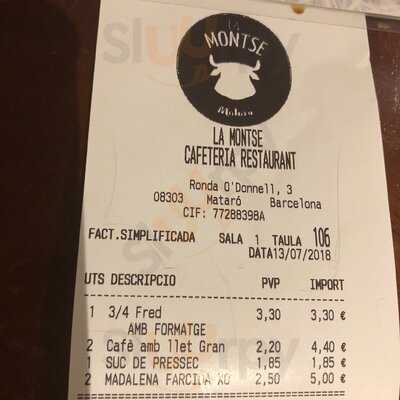 LA
MONTSE
Mataró
LA MONTSE
CAFETERIA RESTAURANT
Ronda O'Donnell, 3
08303 Mataró Barcelona
CIF: 77288398A
FACT.SIMPLIFICADA SALA 1 TAULA 106
DATA13/07/2018
UTS DESCRIPCIO PVP IMPORT
1 3/4 Fred 3,30 3,30 €
AMB FORMATGE
2 Cafè amb llet Gran 2,20 4,40 €
1 SUC DE PRESSEC 1,85 1,85 €
2 MADALENA FARCIDA XO 2,50 5,00 €